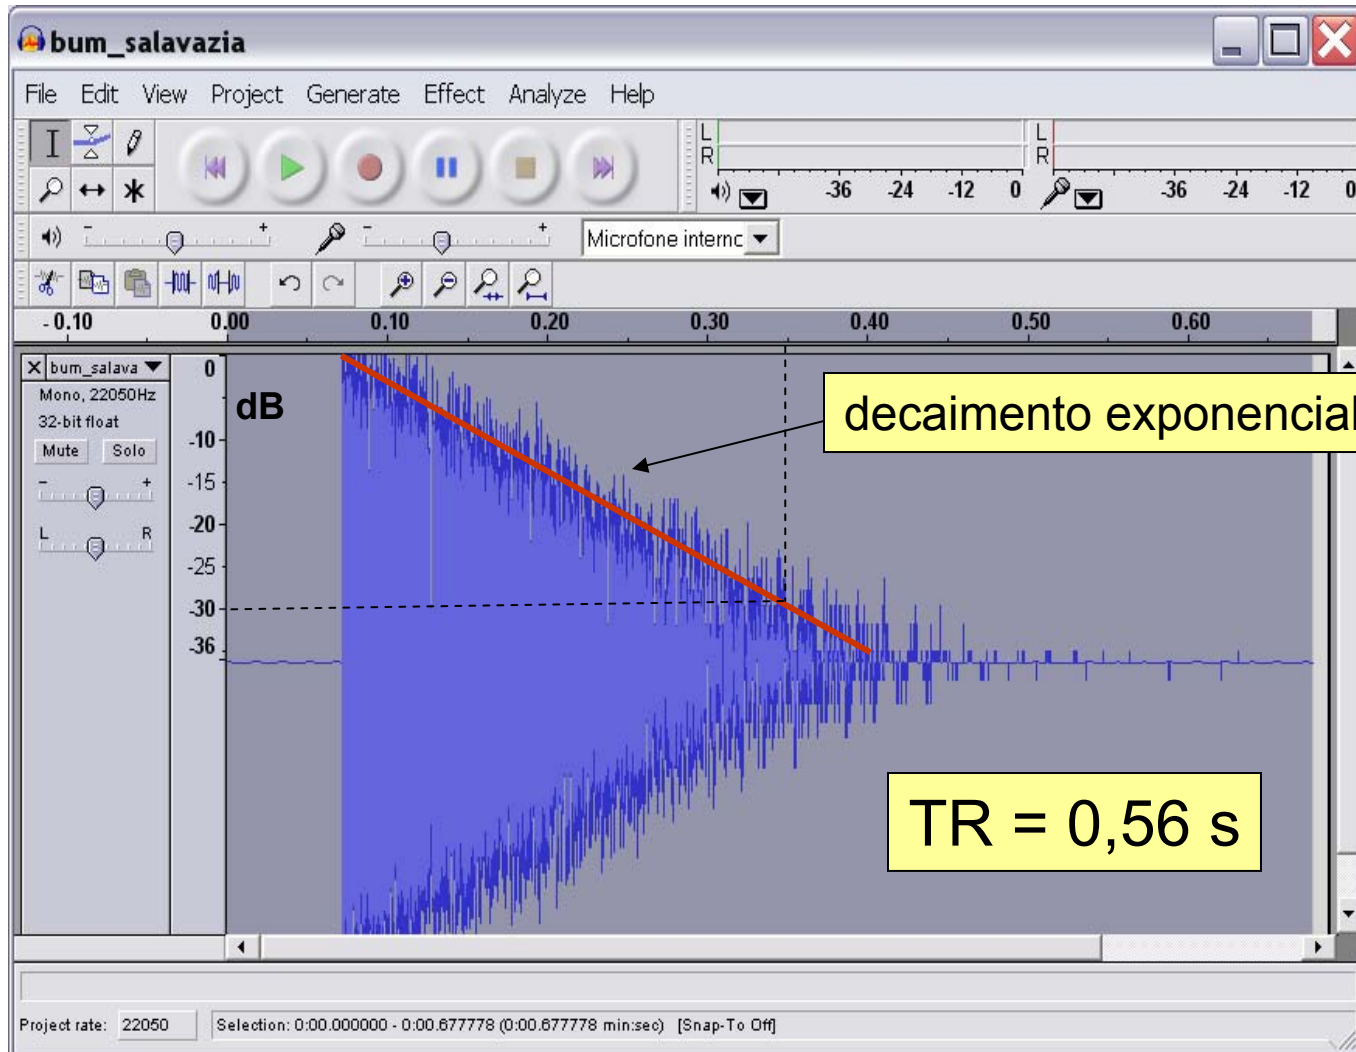 bum_salavazia
File Edit View Project Generate Effect Analyze Help
L
R
-36 -24 -12 0
L
R
-36 -24 -12 0
- + - + Microfone interno
- 0.10 0.00 0.10 0.20 0.30 0.40 0.50 0.60
X bum_salava
Mono, 22050Hz
32-bit float
Mute Solo
- +
L R
0
-10
-15
-20
-25
-30
-36
dB
decaimento exponencial
TR = 0,56 s
Project rate: 22050 Selection: 0:00.000000 - 0:00.677778 (0:00.677778 min:sec) [Snap-To Off]